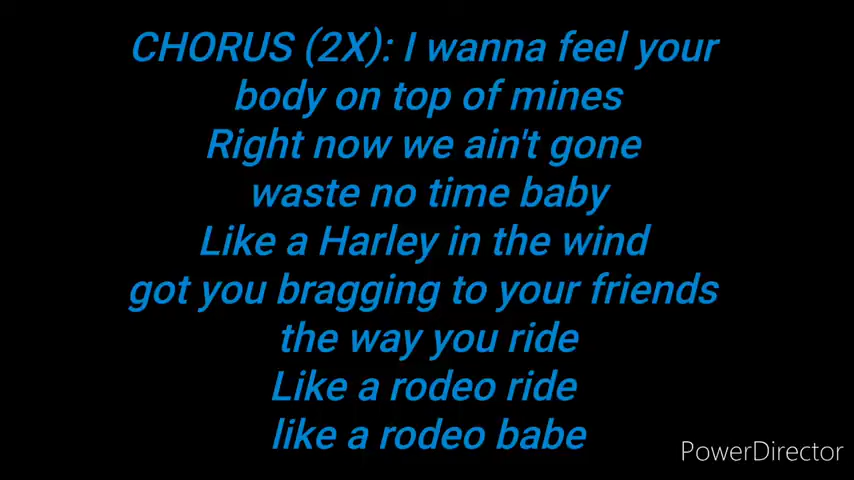 CHORUS (2X): I wanna feel your
body on top of mines
Right now we ain't gone
waste no time baby
Like a Harley in the wind
got you bragging to your friends
the way you ride
Like a rodeo ride
like a rodeo babe
PowerDirector